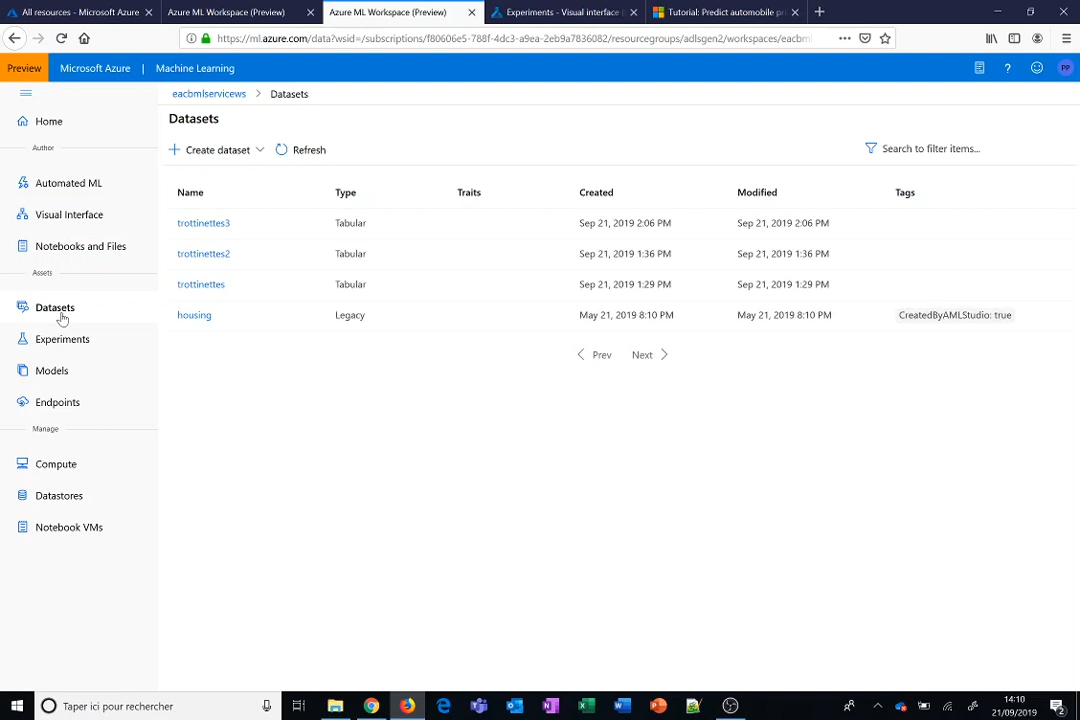 All resources - Microsoft Azure
Azure ML Workspace (Preview)
Azure ML Workspace (Preview)
Experiments - Visual interface
Tutorial: Predict automobile pri
https://ml.azure.com/data?wsid=/subscriptions/f80606e5-788f-4dc3-a9ea-2eb9a7836082/resourcegroups/adlsgen2/workspaces/eacbml
Preview
Microsoft Azure | Machine Learning
?
PP
eacbmlservicews > Datasets
Home
Author
Automated ML
Visual Interface
Notebooks and Files
Assets
Datasets
Experiments
Models
Endpoints
Manage
Compute
Datastores
Notebook VMs
Datasets
Create dataset
Refresh
Search to filter items...
Name Type Traits Created Modified Tags
trottinettes3 Tabular Sep 21, 2019 2:06 PM Sep 21, 2019 2:06 PM
trottinettes2 Tabular Sep 21, 2019 1:36 PM Sep 21, 2019 1:36 PM
trottinettes Tabular Sep 21, 2019 1:29 PM Sep 21, 2019 1:29 PM
housing Legacy May 21, 2019 8:10 PM May 21, 2019 8:10 PM CreatedByAMLStudio: true
Prev Next
Taper ici pour rechercher
14:10
21/09/2019
2